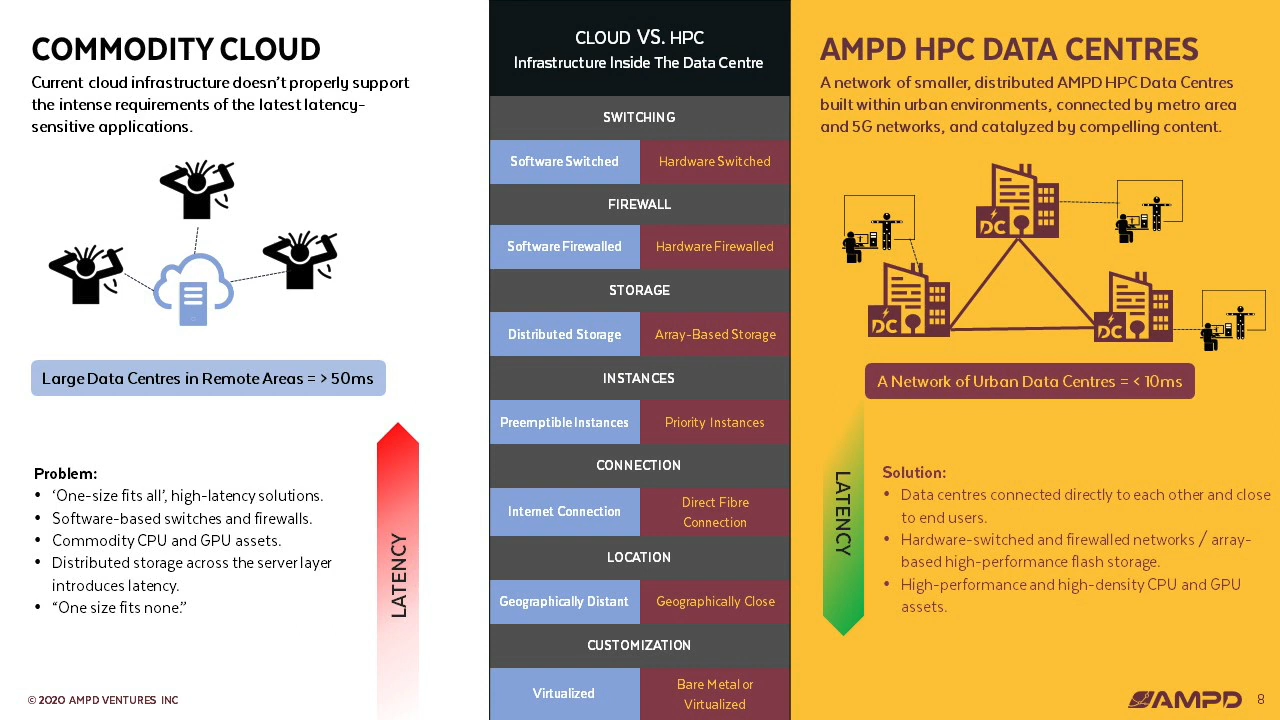 COMMODITY CLOUD
Current cloud infrastructure doesn't properly support
the intense requirements of the latest latency-
sensitive applications.
Large Data Centres in Remote Areas = > 50ms
Problem:
• 'One-size fits all', high-latency solutions.
• Software-based switches and firewalls.
• Commodity CPU and GPU assets.
• Distributed storage across the server layer
introduces latency.
• "One size fits none."
LATENCY
© 2020 AMPD VENTURES INC
CLOUD VS. HPC
Infrastructure Inside The Data Centre
SWITCHING
Software Switched
Hardware Switched
FIREWALL
Software Firewalled
Hardware Firewalled
STORAGE
Distributed Storage
Array-Based Storage
INSTANCES
Preemptible Instances
Priority Instances
CONNECTION
Internet Connection
Direct Fibre
Connection
LOCATION
Geographically Distant
Geographically Close
CUSTOMIZATION
Virtualized
Bare Metal or
Virtualized
AMPD HPC DATA CENTRES
A network of smaller, distributed AMPD HPC Data Centres
built within urban environments, connected by metro area
and 5G networks, and catalyzed by compelling content.
DC
DC
DC
A Network of Urban Data Centres = < 10ms
LATENCY
Solution:
• Data centres connected directly to each other and close
to end users.
• Hardware-switched and firewalled networks / array-
based high-performance flash storage.
• High-performance and high-density CPU and GPU
assets.
AMPD
8